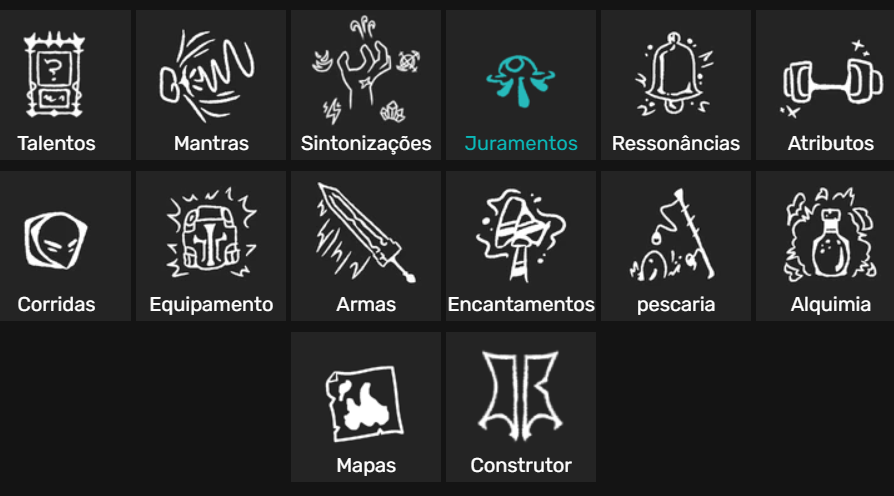 ?
Talentos
Mantras
Sintonizações
Juramentos
Ressonâncias
Atributos
Corridas
Equipamento
Armas
Encantamentos
pescaria
Alquimia
Mapas
Construtor